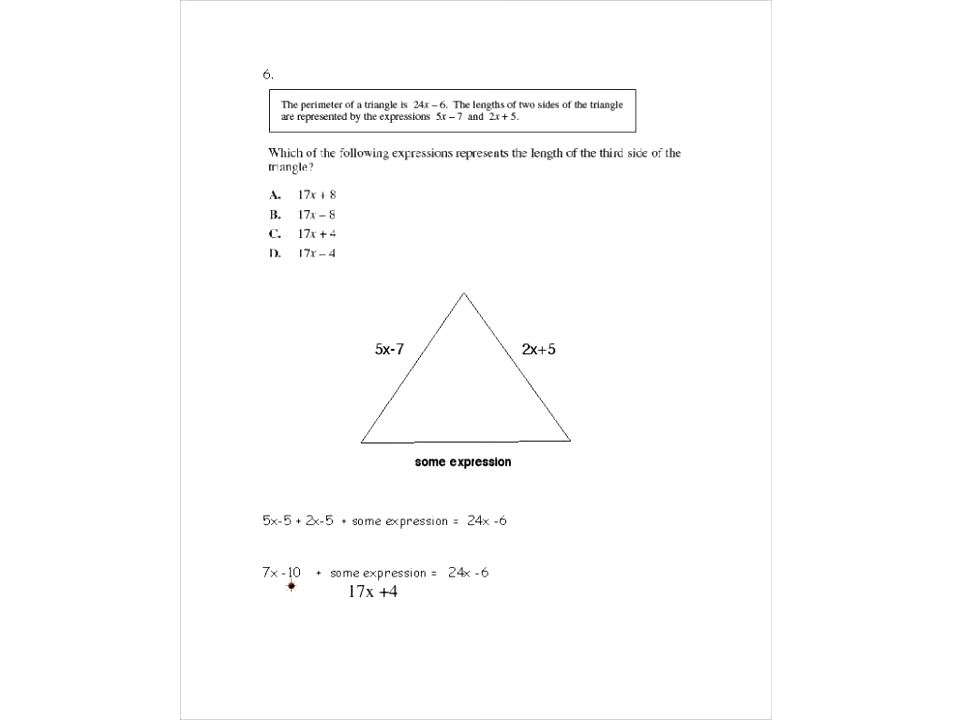 6.
The perimeter of a triangle is 24x – 6. The lengths of two sides of the triangle
are represented by the expressions 5x – 7 and 2x + 5.
Which of the following expressions represents the length of the third side of the
triangle?
A. 17x + 8
B. 17x – 8
C. 17x + 4
D. 17x – 4
5x-7
2x+5
some expression
5x-5 + 2x-5 + some expression = 24x -6
7x -10 + some expression = 24x -6
17x +4